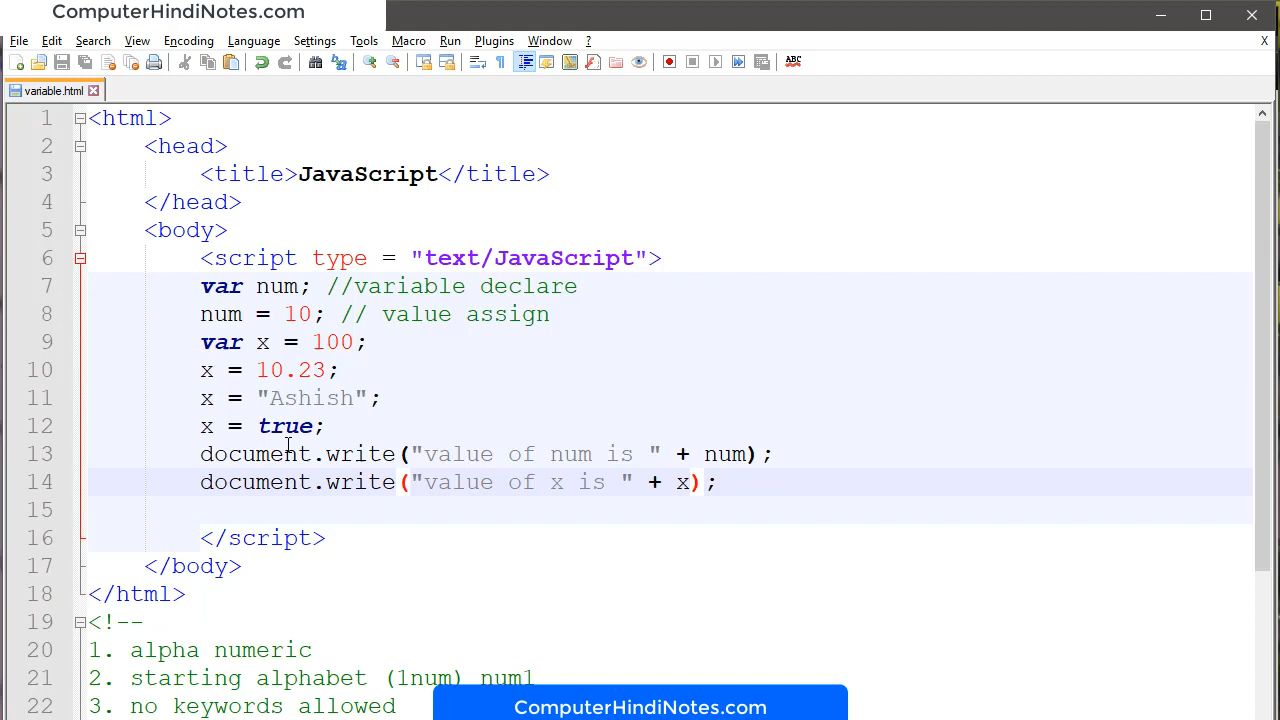 ComputerHindiNotes.com
File Edit Search View Encoding Language Settings Tools Macro Run Plugins Window ? X
ABC
variable.html
1 <html>
2 <head>
3 <title>JavaScript</title>
4 </head>
5 <body>
6 <script type = "text/JavaScript">
7 var num; //variable declare
8 num = 10; // value assign
9 var x = 100;
10 x = 10.23;
11 x = "Ashish";
12 x = true;
13 document.write("value of num is " + num);
14 document.write("value of x is " + x);
15
16 </script>
17 </body>
18 </html>
19 <!--
20 1. alpha numeric
21 2. starting alphabet (1num) num1
22 3. no keywords allowed
ComputerHindiNotes.com